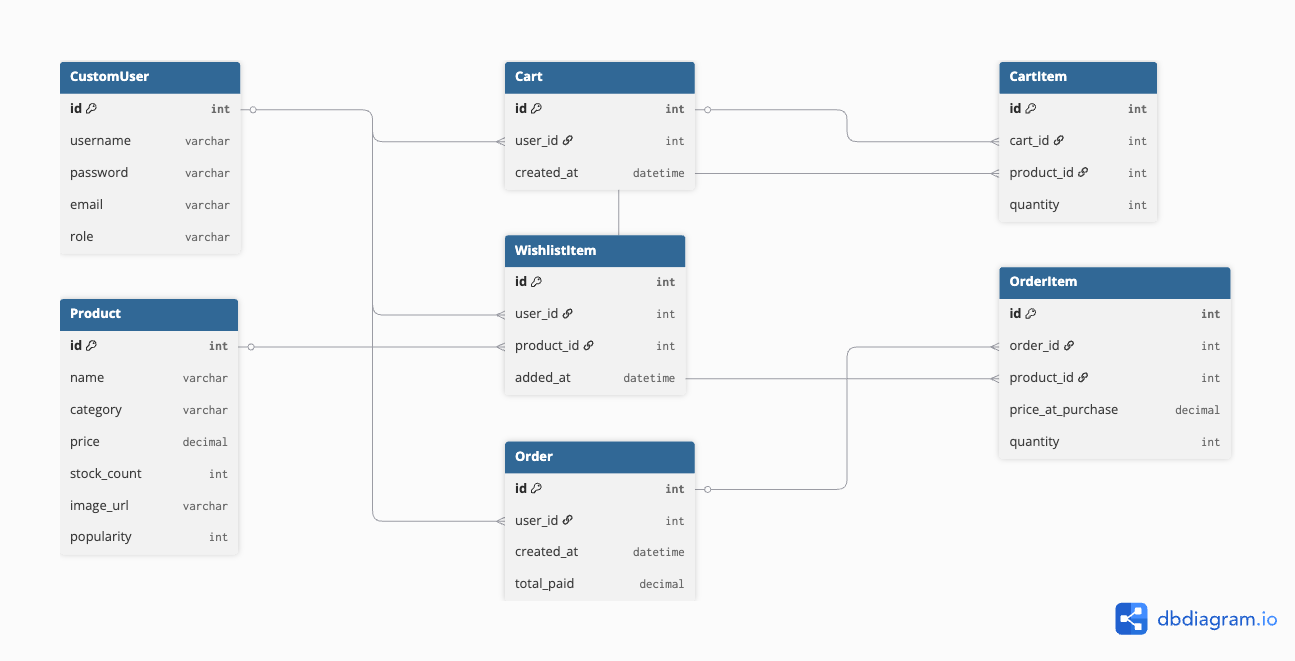 CustomUser
id int
username varchar
password varchar
email varchar
role varchar
Product
id int
name varchar
category varchar
price decimal
stock_count int
image_url varchar
popularity int
Cart
id int
user_id int
created_at datetime
WishlistItem
id int
user_id int
product_id int
added_at datetime
Order
id int
user_id int
created_at datetime
total_paid decimal
CartItem
id int
cart_id int
product_id int
quantity int
OrderItem
id int
order_id int
product_id int
price_at_purchase decimal
quantity int
dbdiagram.io